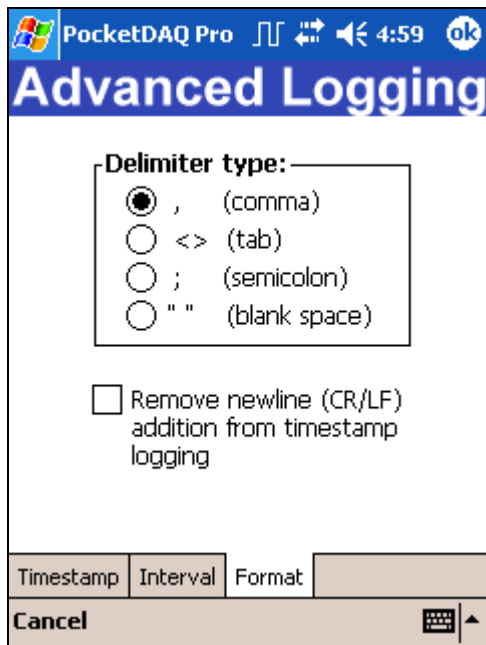 PocketDAQ Pro 4:59 ok
Advanced Logging
Delimiter type:
, (comma)
<> (tab)
; (semicolon)
" " (blank space)
Remove newline (CR/LF)
addition from timestamp
logging
Timestamp Interval Format
Cancel